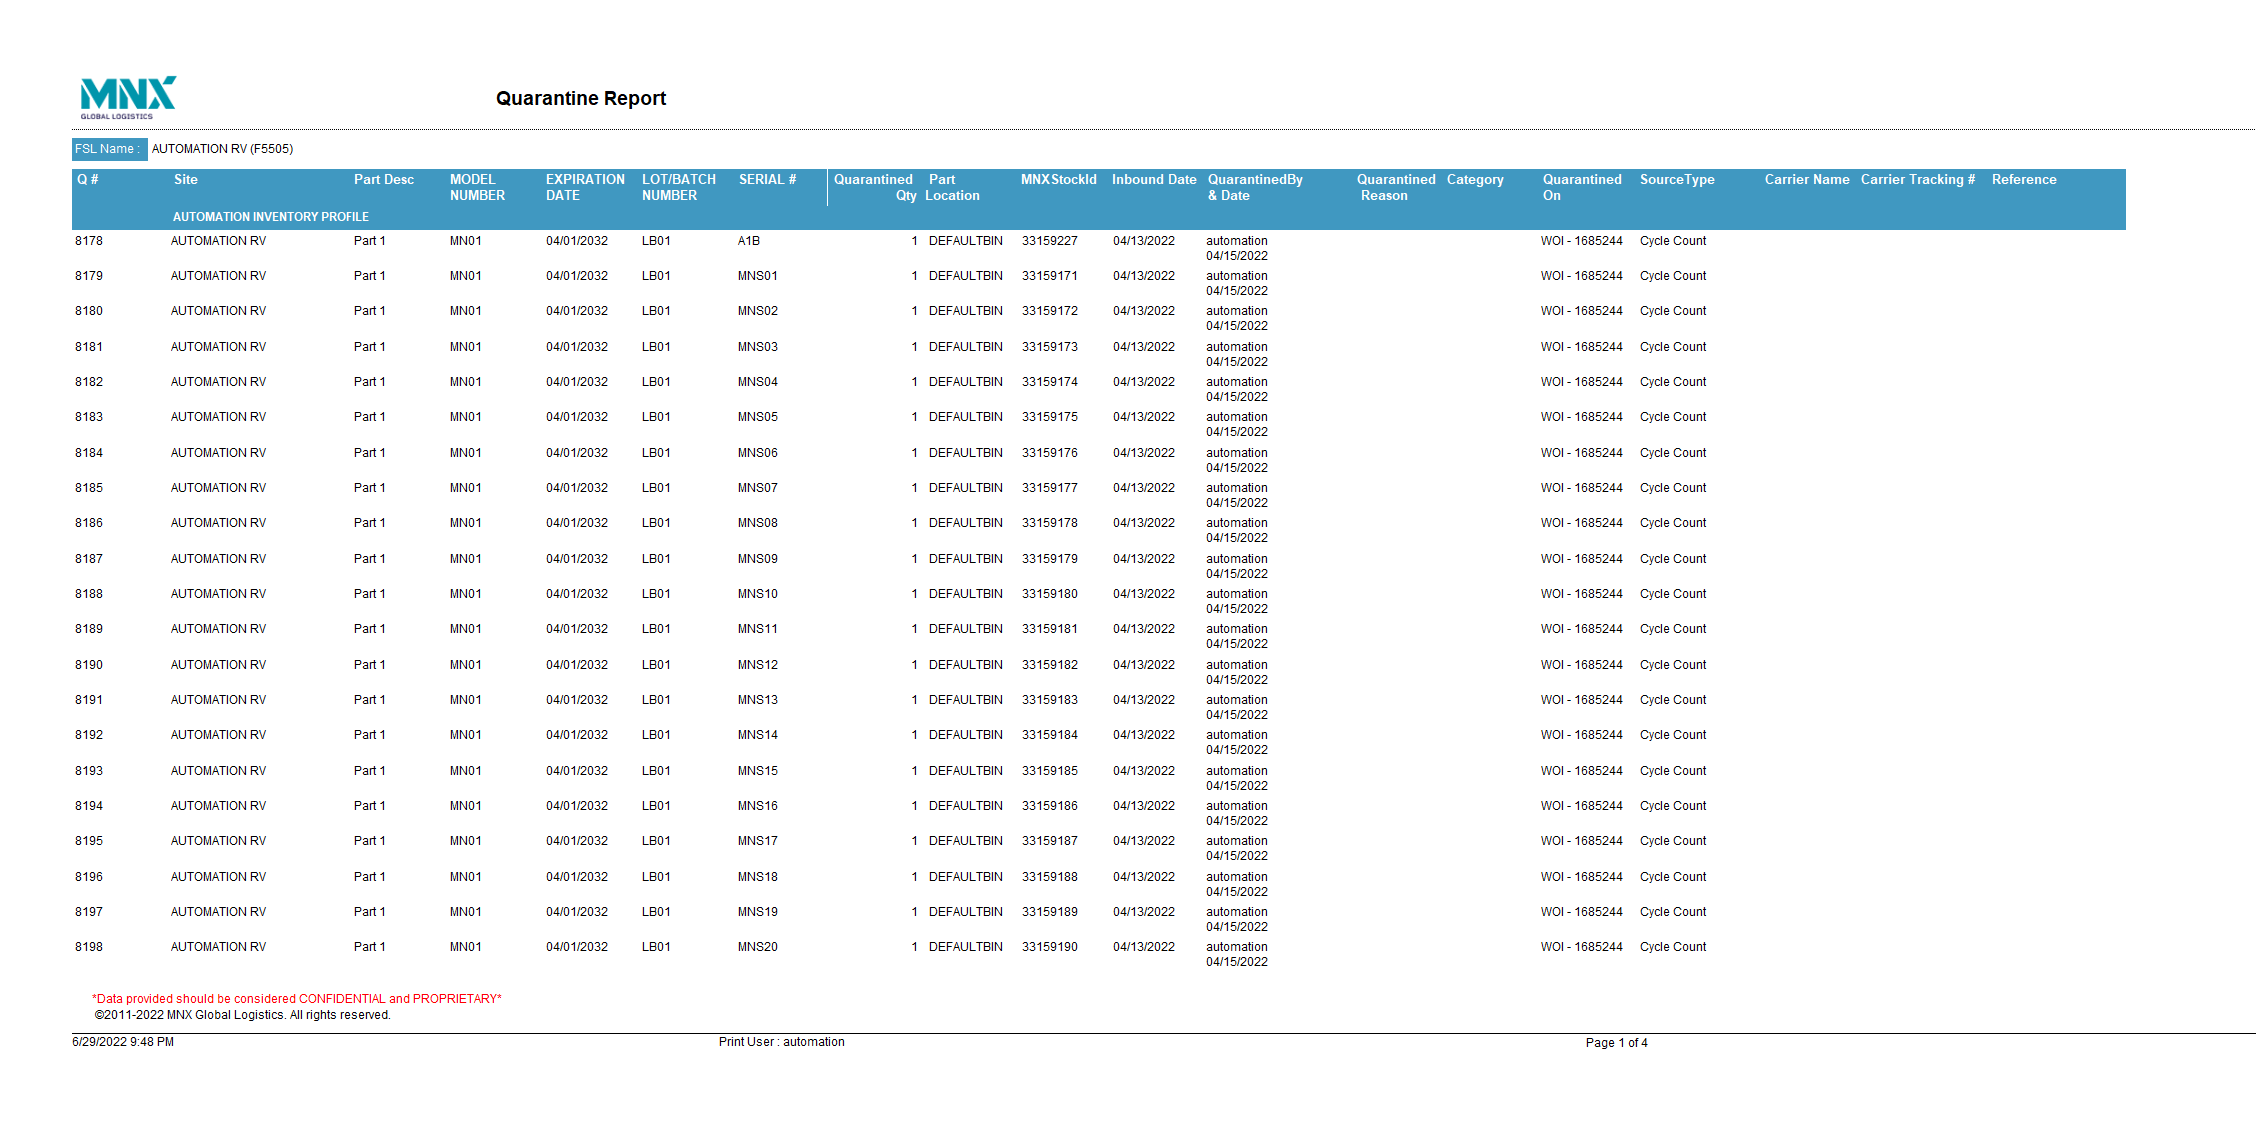 MNX
GLOBAL LOGISTICS
Quarantine Report
FSL Name : AUTOMATION RV (F5505)
Q # Site Part Desc MODEL NUMBER EXPIRATION DATE LOT/BATCH NUMBER SERIAL # Quarantined Qty Part Location MNXStockId Inbound Date QuarantinedBy & Date Quarantined Reason Category Quarantined On SourceType Carrier Name Carrier Tracking # Reference
AUTOMATION INVENTORY PROFILE
8178 AUTOMATION RV Part 1 MN01 04/01/2032 LB01 A1B 1 DEFAULTBIN 33159227 04/13/2022 automation WOI - 1685244 Cycle Count
04/15/2022
8179 AUTOMATION RV Part 1 MN01 04/01/2032 LB01 MNS01 1 DEFAULTBIN 33159171 04/13/2022 automation WOI - 1685244 Cycle Count
04/15/2022
8180 AUTOMATION RV Part 1 MN01 04/01/2032 LB01 MNS02 1 DEFAULTBIN 33159172 04/13/2022 automation WOI - 1685244 Cycle Count
04/15/2022
8181 AUTOMATION RV Part 1 MN01 04/01/2032 LB01 MNS03 1 DEFAULTBIN 33159173 04/13/2022 automation WOI - 1685244 Cycle Count
04/15/2022
8182 AUTOMATION RV Part 1 MN01 04/01/2032 LB01 MNS04 1 DEFAULTBIN 33159174 04/13/2022 automation WOI - 1685244 Cycle Count
04/15/2022
8183 AUTOMATION RV Part 1 MN01 04/01/2032 LB01 MNS05 1 DEFAULTBIN 33159175 04/13/2022 automation WOI - 1685244 Cycle Count
04/15/2022
8184 AUTOMATION RV Part 1 MN01 04/01/2032 LB01 MNS06 1 DEFAULTBIN 33159176 04/13/2022 automation WOI - 1685244 Cycle Count
04/15/2022
8185 AUTOMATION RV Part 1 MN01 04/01/2032 LB01 MNS07 1 DEFAULTBIN 33159177 04/13/2022 automation WOI - 1685244 Cycle Count
04/15/2022
8186 AUTOMATION RV Part 1 MN01 04/01/2032 LB01 MNS08 1 DEFAULTBIN 33159178 04/13/2022 automation WOI - 1685244 Cycle Count
04/15/2022
8187 AUTOMATION RV Part 1 MN01 04/01/2032 LB01 MNS09 1 DEFAULTBIN 33159179 04/13/2022 automation WOI - 1685244 Cycle Count
04/15/2022
8188 AUTOMATION RV Part 1 MN01 04/01/2032 LB01 MNS10 1 DEFAULTBIN 33159180 04/13/2022 automation WOI - 1685244 Cycle Count
04/15/2022
8189 AUTOMATION RV Part 1 MN01 04/01/2032 LB01 MNS11 1 DEFAULTBIN 33159181 04/13/2022 automation WOI - 1685244 Cycle Count
04/15/2022
8190 AUTOMATION RV Part 1 MN01 04/01/2032 LB01 MNS12 1 DEFAULTBIN 33159182 04/13/2022 automation WOI - 1685244 Cycle Count
04/15/2022
8191 AUTOMATION RV Part 1 MN01 04/01/2032 LB01 MNS13 1 DEFAULTBIN 33159183 04/13/2022 automation WOI - 1685244 Cycle Count
04/15/2022
8192 AUTOMATION RV Part 1 MN01 04/01/2032 LB01 MNS14 1 DEFAULTBIN 33159184 04/13/2022 automation WOI - 1685244 Cycle Count
04/15/2022
8193 AUTOMATION RV Part 1 MN01 04/01/2032 LB01 MNS15 1 DEFAULTBIN 33159185 04/13/2022 automation WOI - 1685244 Cycle Count
04/15/2022
8194 AUTOMATION RV Part 1 MN01 04/01/2032 LB01 MNS16 1 DEFAULTBIN 33159186 04/13/2022 automation WOI - 1685244 Cycle Count
04/15/2022
8195 AUTOMATION RV Part 1 MN01 04/01/2032 LB01 MNS17 1 DEFAULTBIN 33159187 04/13/2022 automation WOI - 1685244 Cycle Count
04/15/2022
8196 AUTOMATION RV Part 1 MN01 04/01/2032 LB01 MNS18 1 DEFAULTBIN 33159188 04/13/2022 automation WOI - 1685244 Cycle Count
04/15/2022
8197 AUTOMATION RV Part 1 MN01 04/01/2032 LB01 MNS19 1 DEFAULTBIN 33159189 04/13/2022 automation WOI - 1685244 Cycle Count
04/15/2022
8198 AUTOMATION RV Part 1 MN01 04/01/2032 LB01 MNS20 1 DEFAULTBIN 33159190 04/13/2022 automation WOI - 1685244 Cycle Count
04/15/2022
*Data provided should be considered CONFIDENTIAL and PROPRIETARY*
©2011-2022 MNX Global Logistics. All rights reserved.
6/29/2022 9:48 PM Print User : automation Page 1 of 4